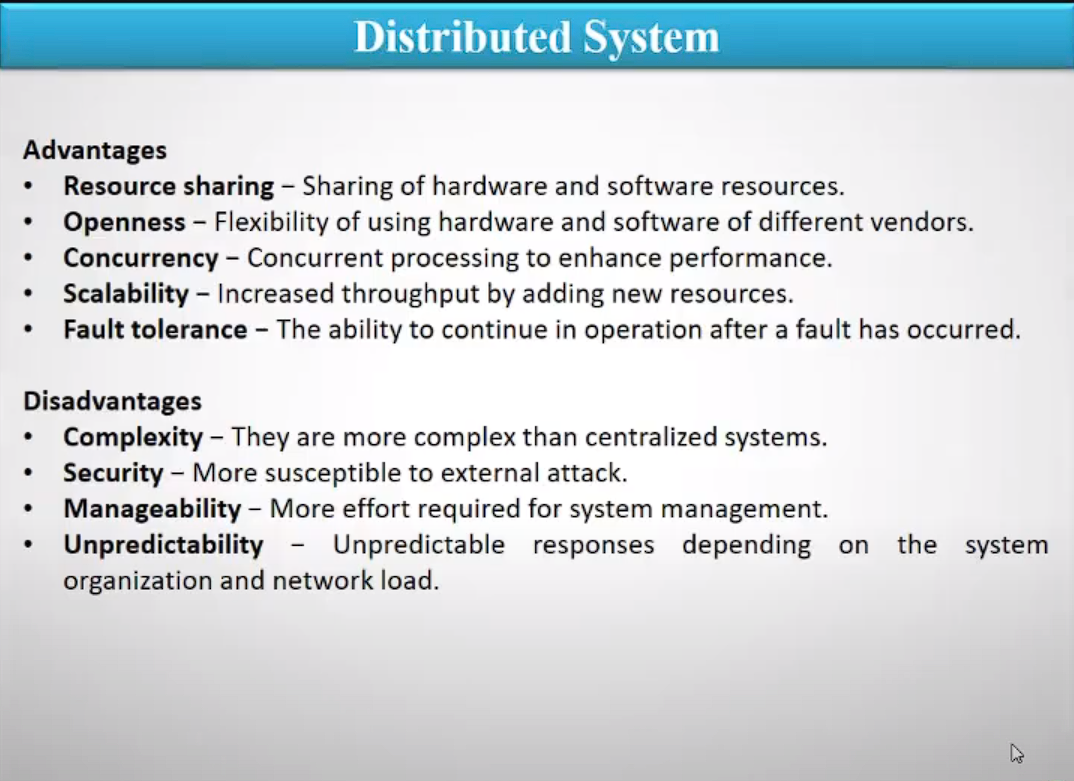 Distributed System
Advantages
• Resource sharing – Sharing of hardware and software resources.
• Openness – Flexibility of using hardware and software of different vendors.
• Concurrency – Concurrent processing to enhance performance.
• Scalability – Increased throughput by adding new resources.
• Fault tolerance – The ability to continue in operation after a fault has occurred.
Disadvantages
• Complexity – They are more complex than centralized systems.
• Security – More susceptible to external attack.
• Manageability – More effort required for system management.
• Unpredictability – Unpredictable responses depending on the system
organization and network load.